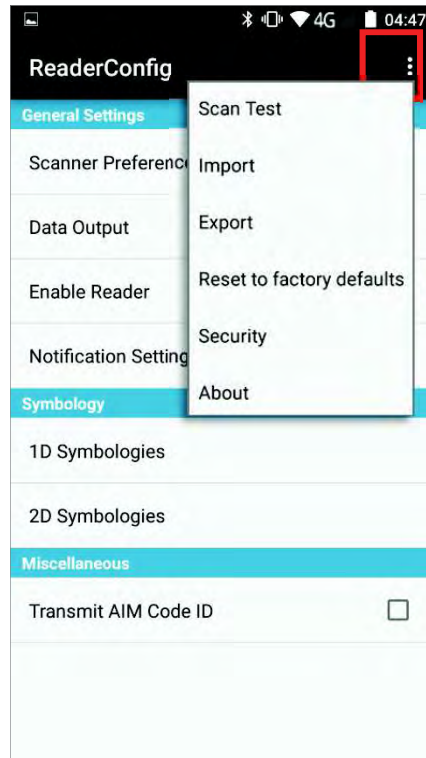 4G 04:47
ReaderConfig
General Settings
Scanner Preferenc
Data Output
Enable Reader
Notification Setting
Scan Test
Import
Export
Reset to factory defaults
Security
About
Symbology
1D Symbologies
2D Symbologies
Miscellaneous
Transmit AIM Code ID